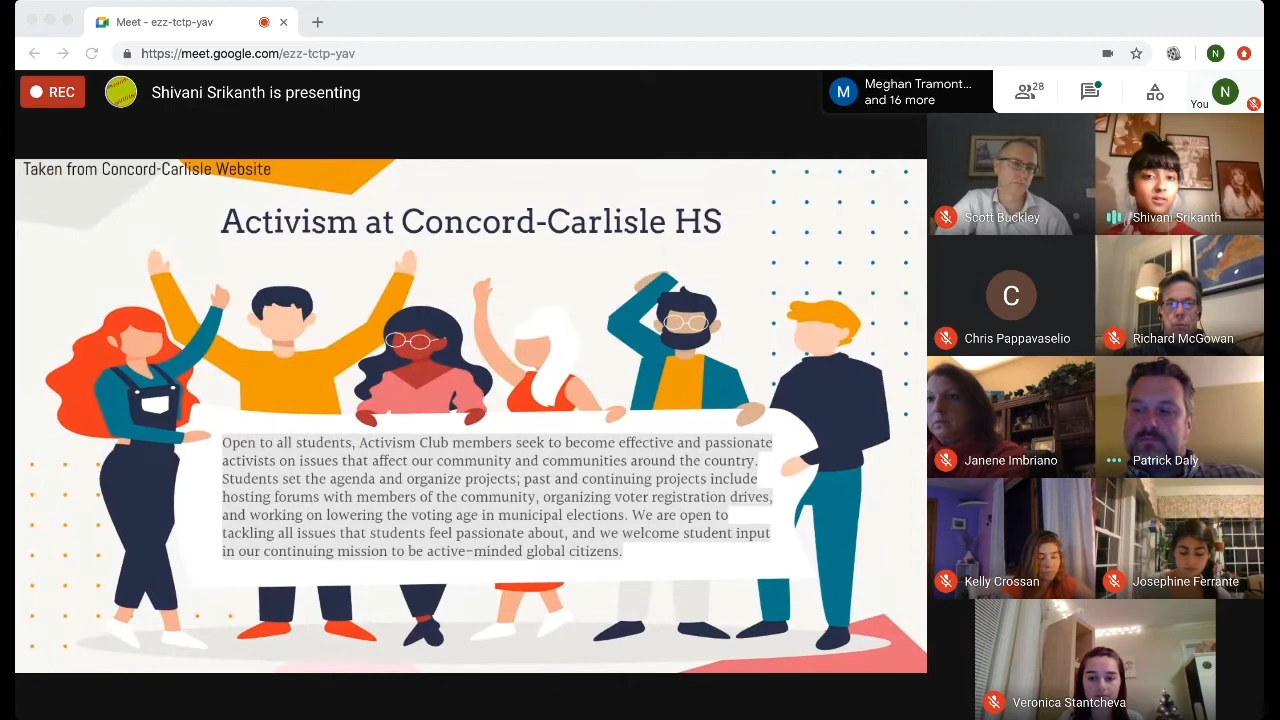 Meet - ezz-tctp-yav
https://meet.google.com/ezz-tctp-yav
REC
Shivani Srikanth is presenting
M
Meghan Tramont...
and 16 more
28
You
N
N
Taken from Concord-Carlisle Website
Activism at Concord-Carlisle HS
Open to all students, Activism Club members seek to become effective and passionate
activists on issues that affect our community and communities around the country.
Students set the agenda and organize projects; past and continuing projects include
hosting forums with members of the community, organizing voter registration drives,
and working on lowering the voting age in municipal elections. We are open to
tackling all issues that students feel passionate about, and we welcome student input
in our continuing mission to be active-minded global citizens.
Scott Buckley
Shivani Srikanth
C
Chris Pappavaselio
Richard McGowan
Janene Imbriano
Patrick Daly
Kelly Crossan
Josephine Ferrante
Veronica Stantcheva